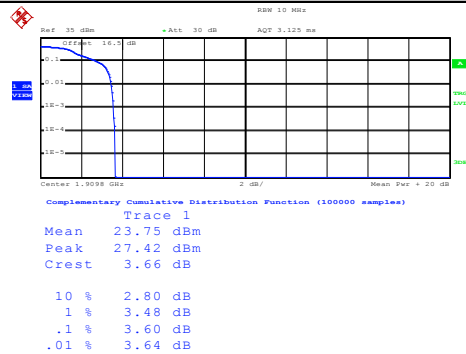 RBW 10 MHz
Ref 35 dBm * Att 30 dB AQT 3.125 ms
Offset 16.5 dB
0.1
0.01
1E-3
1E-4
1E-5
1 SA
VIEW
A
3DB
Center 1.9098 GHz 2 dB/ Mean Pwr + 20 dB
Complementary Cumulative Distribution Function (100000 samples)
Trace 1
Mean 23.75 dBm
Peak 27.42 dBm
Crest 3.66 dB
10 % 2.80 dB
1 % 3.48 dB
.1 % 3.60 dB
.01 % 3.64 dB